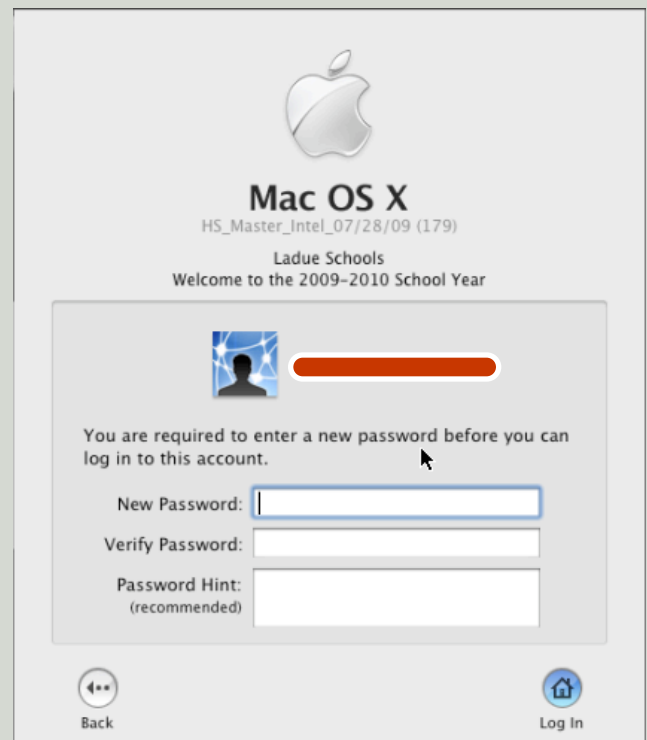 Mac OS X
HS_Master_Intel_07/28/09 (179)
Ladue Schools
Welcome to the 2009-2010 School Year
You are required to enter a new password before you can
log in to this account.
New Password:
Verify Password:
Password Hint:
(recommended)
Back
Log In